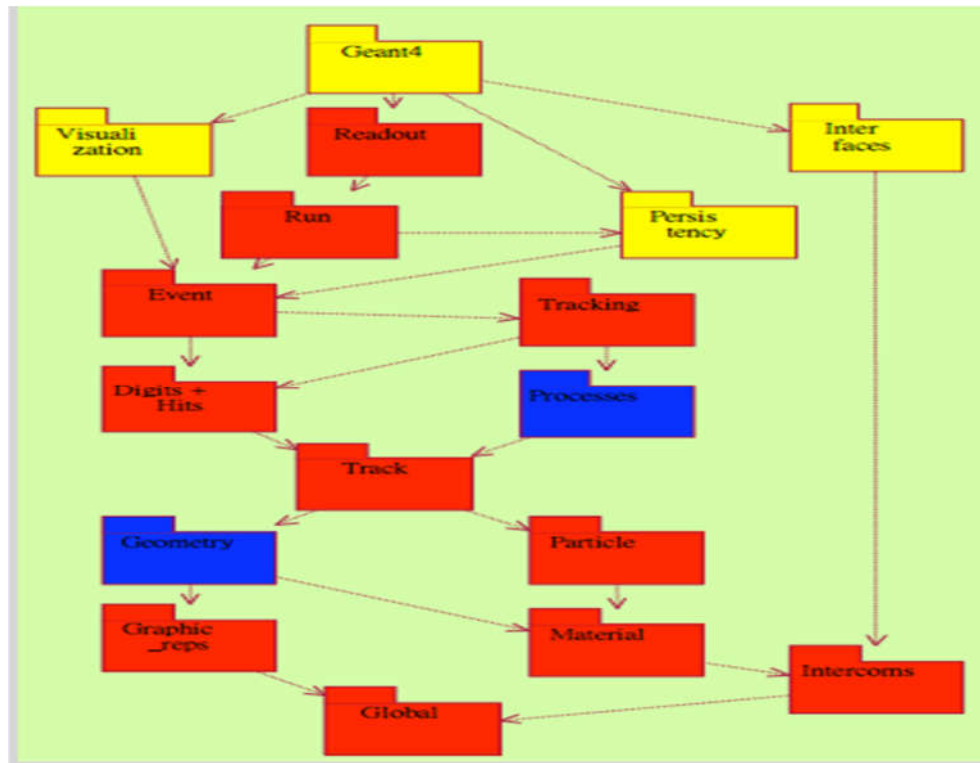 Geant4
Visuali
zation
Readout
Inter
faces
Run
Persis
tency
Event
Tracking
Digits +
Hits
Processes
Track
Geometry
Particle
Graphic
_reps
Material
Intercoms
Global